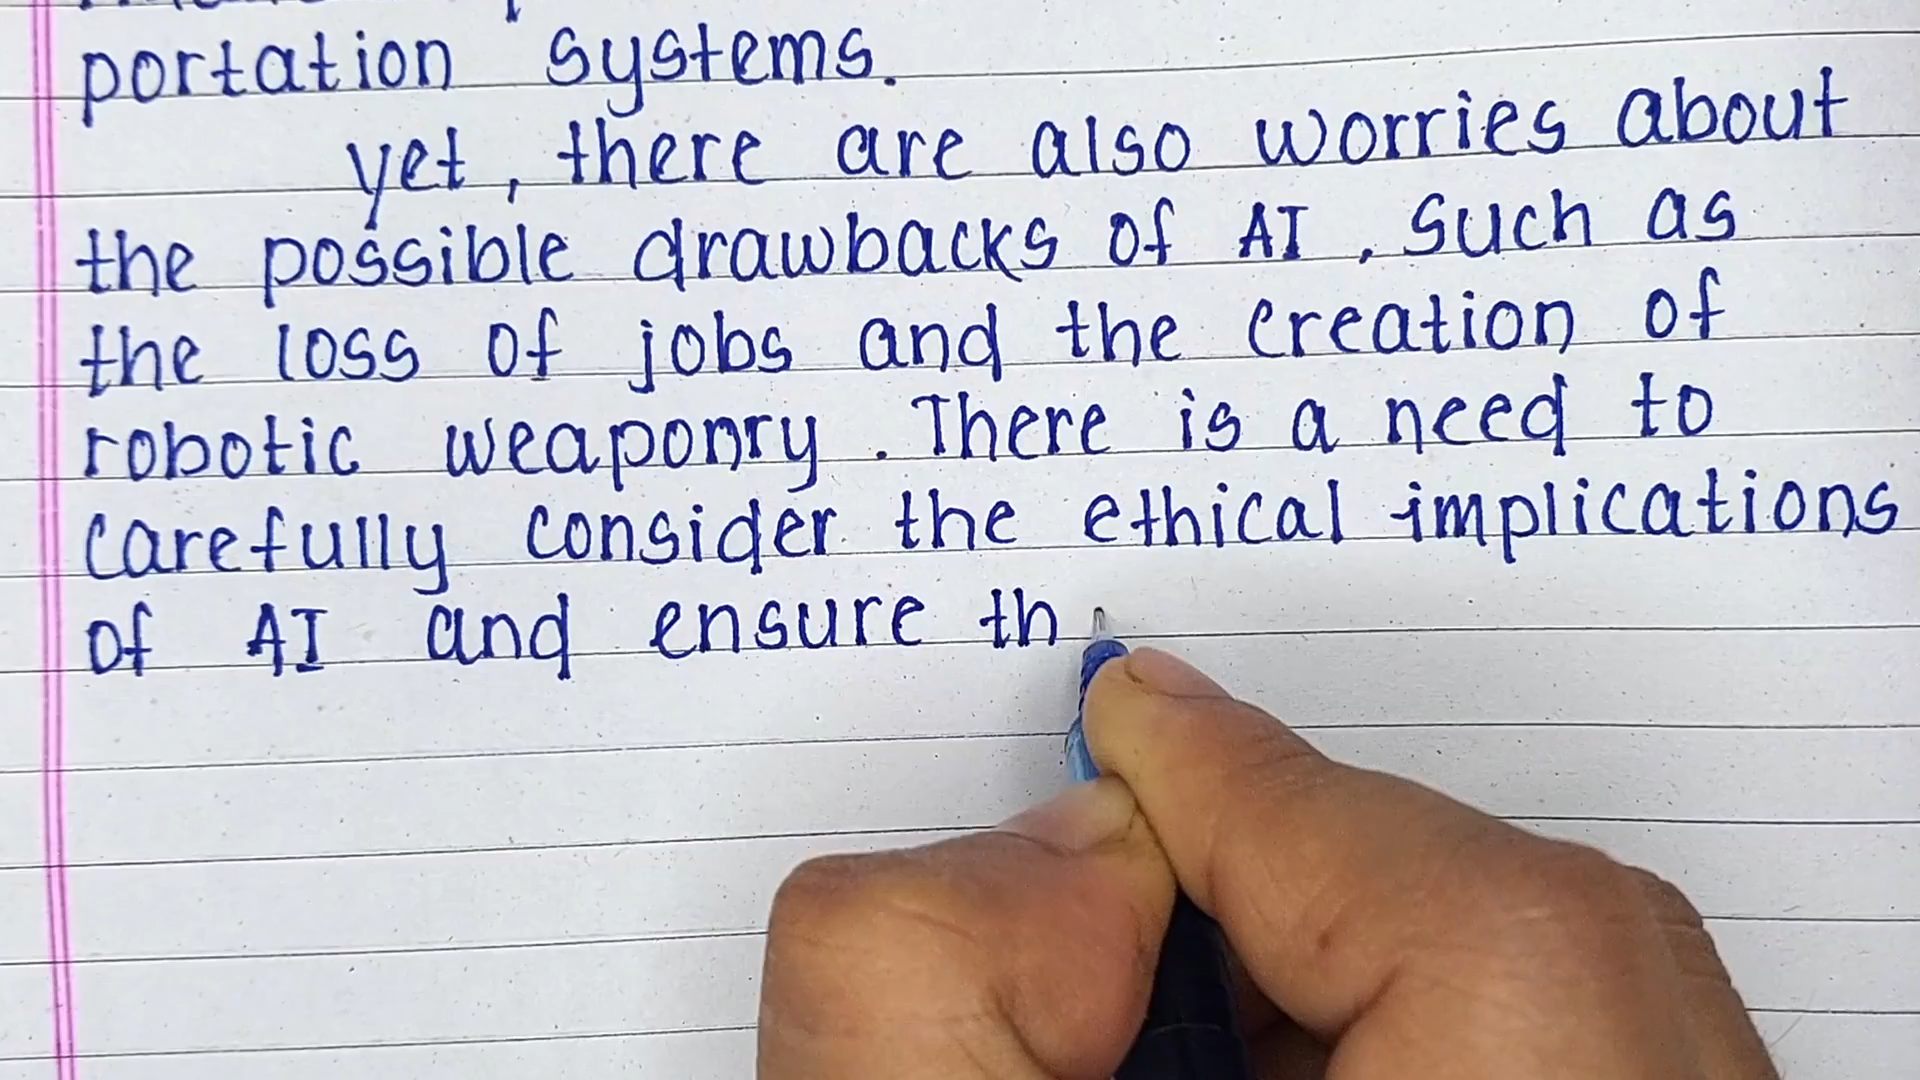 portation systems.
yet, there are also worries about
the possible drawbacks of AI, such as
the loss of jobs and the creation of
robotic weaponry. There is a need to
carefully consider the ethical implications
of AI and ensure th